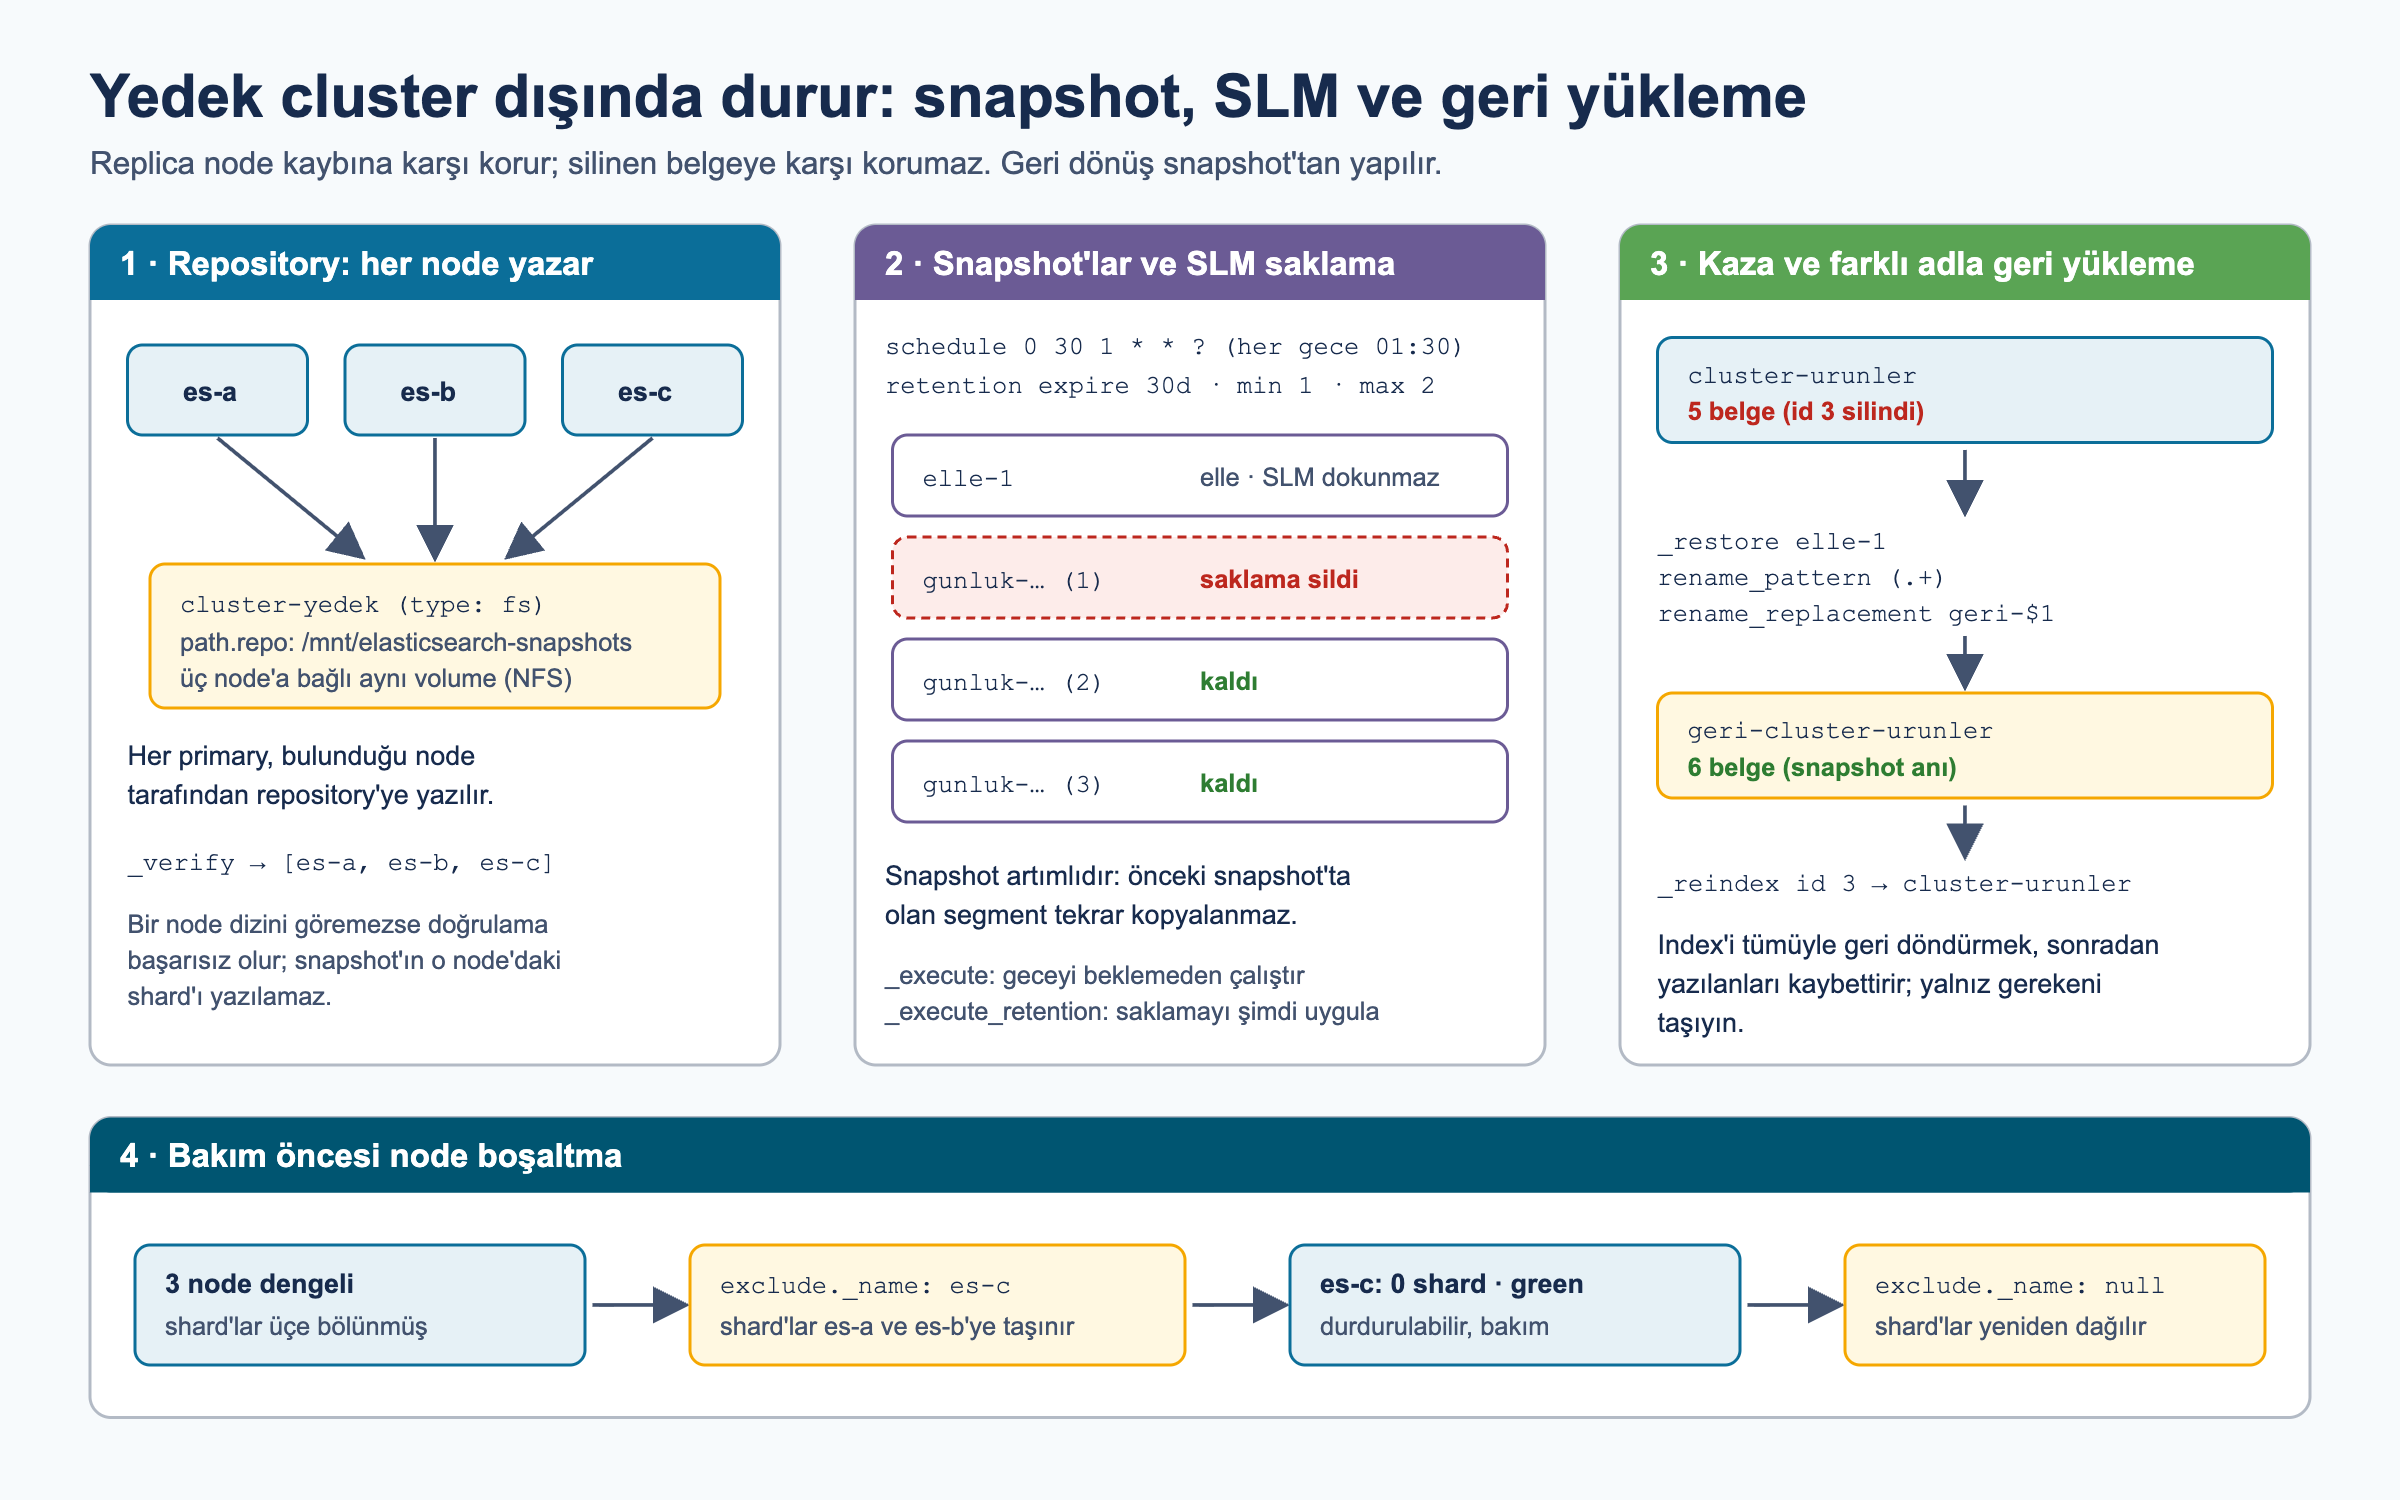 Yedek cluster dışında durur: snapshot, SLM ve geri yükleme
Replica node kaybına karşı korur; silinen belgeye karşı korumaz. Geri dönüş snapshot'tan yapılır.
1 · Repository: her node yazar
es-a
es-b
es-c
cluster-yedek (type: fs)
path.repo: /mnt/elasticsearch-snapshots
üç node'a bağlı aynı volume (NFS)
Her primary, bulunduğu node
tarafından repository'ye yazılır.
_verify → [es-a, es-b, es-c]
Bir node dizini göremezse doğrulama
başarısız olur; snapshot'ın o node'daki
shard'ı yazılamaz.
2 · Snapshot'lar ve SLM saklama
schedule 0 30 1 * * ? (her gece 01:30)
retention expire 30d · min 1 · max 2
elle-1 elle · SLM dokunmaz
gunluk-… (1) saklama sildi
gunluk-… (2) kaldı
gunluk-… (3) kaldı
Snapshot artımlıdır: önceki snapshot'ta
olan segment tekrar kopyalanmaz.
_execute: geceyi beklemeden çalıştır
_execute_retention: saklamayı şimdi uygula
3 · Kaza ve farklı adla geri yükleme
cluster-urunler
5 belge (id 3 silindi)
_restore elle-1
rename_pattern (.+)
rename_replacement geri-$1
geri-cluster-urunler
6 belge (snapshot anı)
_reindex id 3 → cluster-urunler
Index'i tümüyle geri döndürmek, sonradan
yazılanları kaybettirir; yalnız gerekeni
taşıyın.
4 · Bakım öncesi node boşaltma
3 node dengeli
shard'lar üçe bölünmüş
exclude._name: es-c
shard'lar es-a ve es-b'ye taşınır
es-c: 0 shard · green
durdurulabilir, bakım
exclude._name: null
shard'lar yeniden dağılır